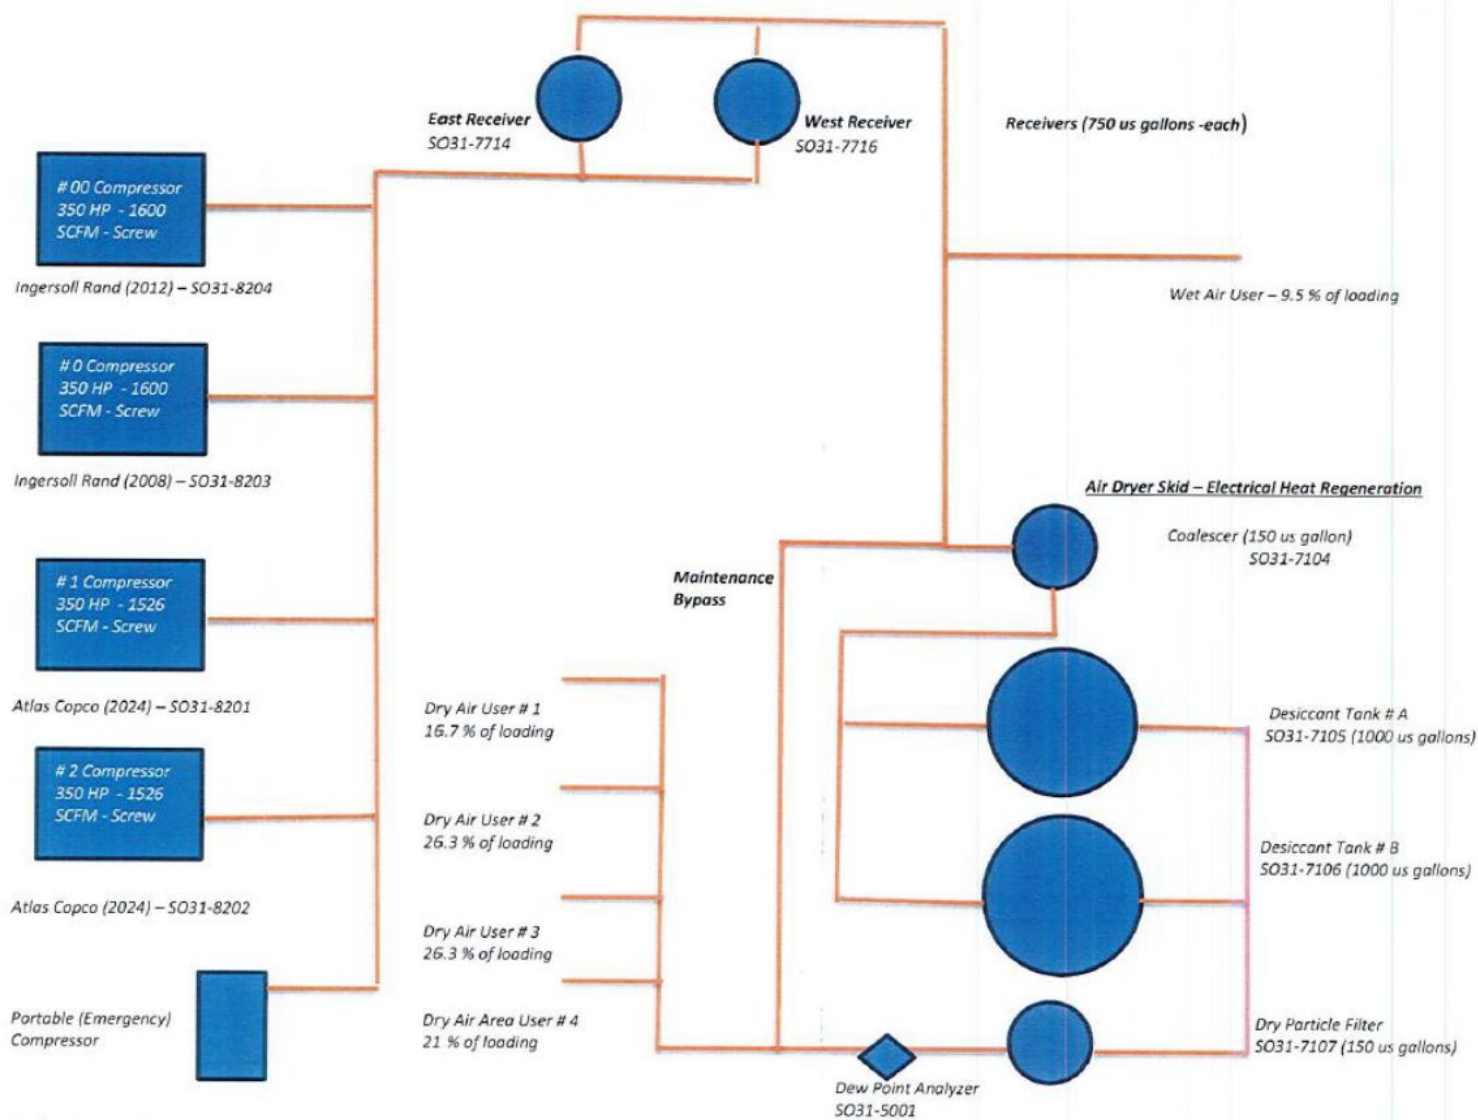 East Receiver
SO31-7714
West Receiver
SO31-7716
Receivers (750 us gallons -each)
# 00 Compressor
350 HP - 1600
SCFM - Screw
Ingersoll Rand (2012) – SO31-8204
Wet Air User – 9.5 % of loading
# 0 Compressor
350 HP - 1600
SCFM - Screw
Ingersoll Rand (2008) – SO31-8203
Air Dryer Skid – Electrical Heat Regeneration
Coalescer (150 us gallon)
SO31-7104
Maintenance
Bypass
# 1 Compressor
350 HP - 1526
SCFM - Screw
Atlas Copco (2024) – SO31-8201
Dry Air User # 1
16.7 % of loading
Desiccant Tank # A
SO31-7105 (1000 us gallons)
# 2 Compressor
350 HP - 1526
SCFM - Screw
Atlas Copco (2024) – SO31-8202
Dry Air User # 2
26.3 % of loading
Desiccant Tank # B
SO31-7106 (1000 us gallons)
Dry Air User # 3
26.3 % of loading
Portable (Emergency)
Compressor
Dry Air Area User # 4
21 % of loading
Dry Particle Filter
SO31-7107 (150 us gallons)
Dew Point Analyzer
SO31-5001